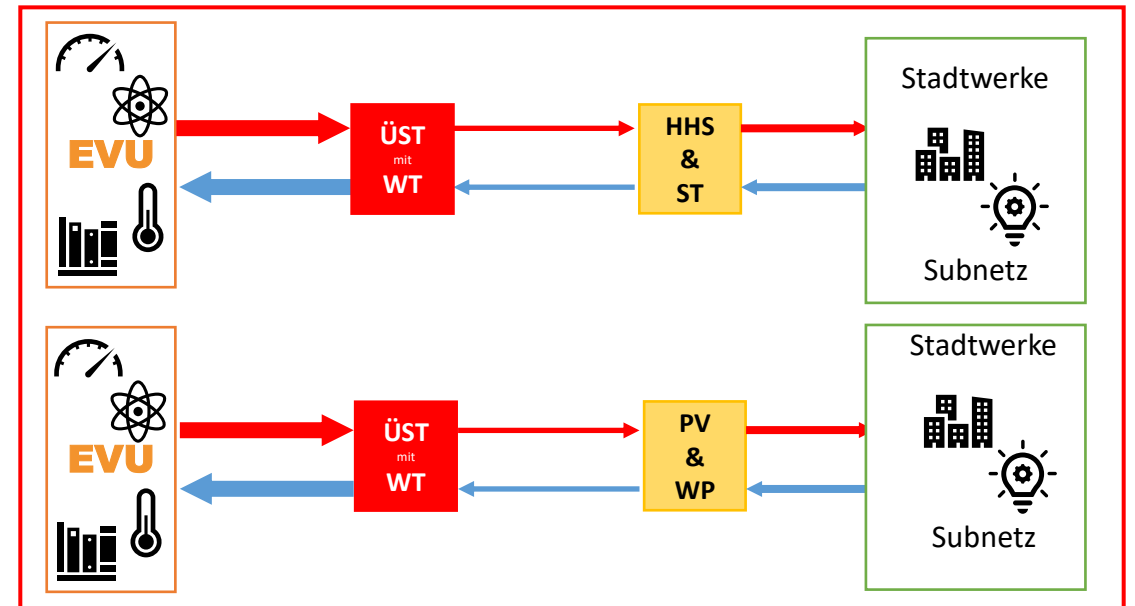 EVU
ÜST
mit
WT
HHS
&
ST
Stadtwerke
Subnetz
EVU
ÜST
mit
WT
PV
&
WP
Stadtwerke
Subnetz